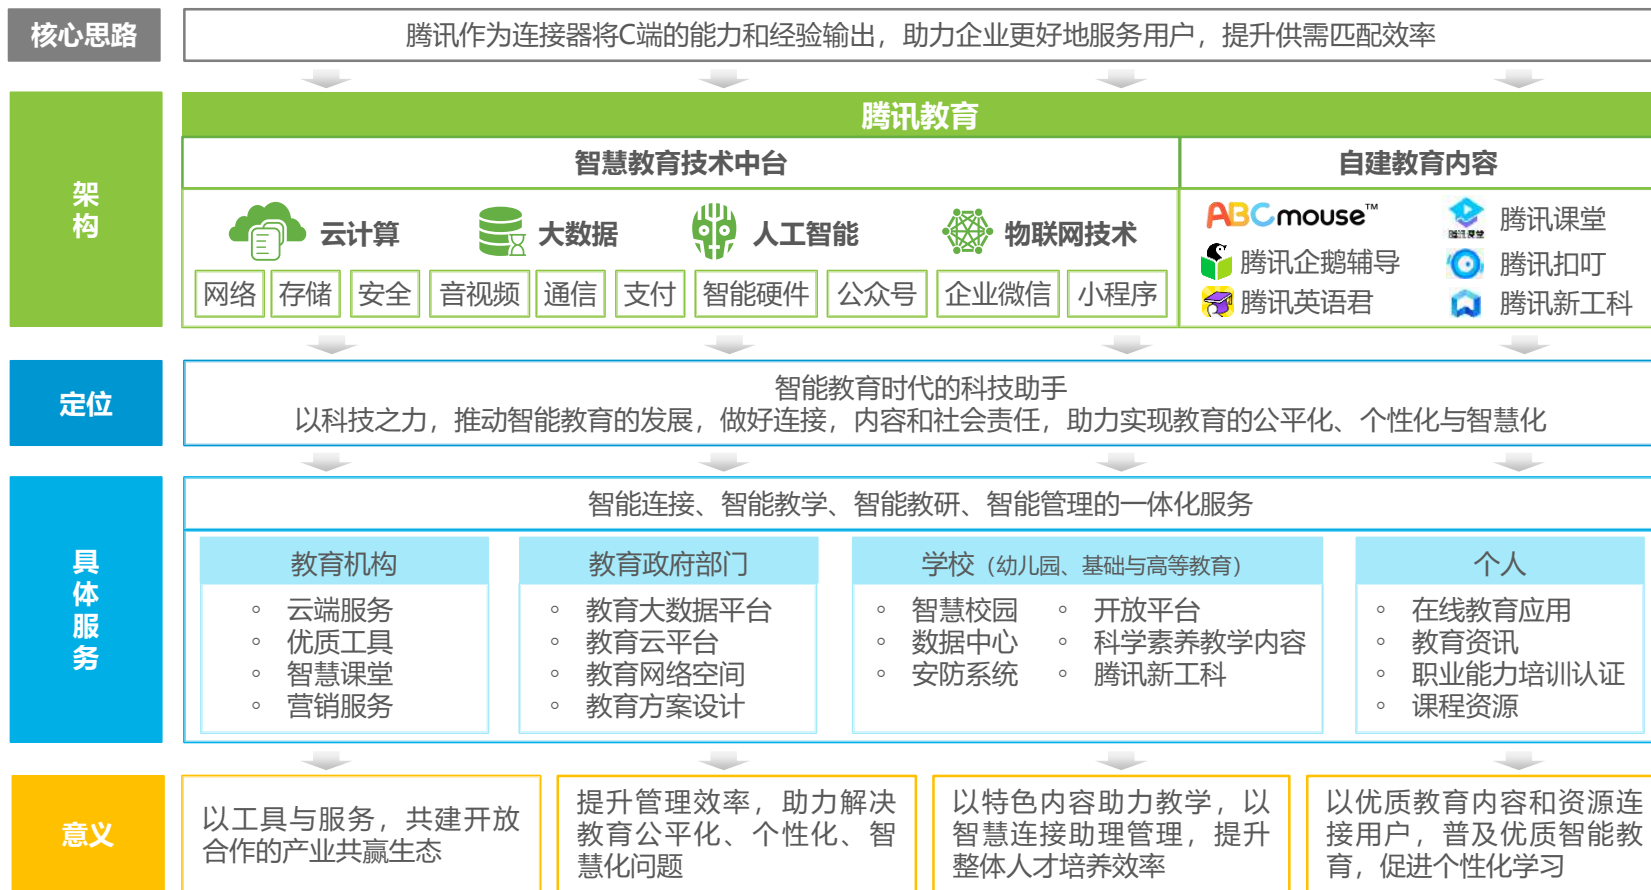 核心思路
腾讯作为连接器将C端的能力和经验输出，助力企业更好地服务用户，提升供需匹配效率
架构
腾讯教育
智慧教育技术中台
自建教育内容
云计算
大数据
人工智能
物联网技术
网络
存储
安全
音视频
通信
支付
智能硬件
公众号
企业微信
小程序
ABCmouse™
腾讯课堂
腾讯课堂
腾讯企鹅辅导
腾讯扣叮
腾讯英语君
腾讯新工科
定位
智能教育时代的科技助手
以科技之力，推动智能教育的发展，做好连接，内容和社会责任，助力实现教育的公平化、个性化与智慧化
具体服务
智能连接、智能教学、智能教研、智能管理的一体化服务
教育机构
◦ 云端服务
◦ 优质工具
◦ 智慧课堂
◦ 营销服务
教育政府部门
◦ 教育大数据平台
◦ 教育云平台
◦ 教育网络空间
◦ 教育方案设计
学校（幼儿园、基础与高等教育）
◦ 智慧校园
◦ 数据中心
◦ 安防系统
◦ 开放平台
◦ 科学素养教学内容
◦ 腾讯新工科
个人
◦ 在线教育应用
◦ 教育资讯
◦ 职业能力培训认证
◦ 课程资源
意义
以工具与服务，共建开放
合作的产业共赢生态
提升管理效率，助力解决
教育公平化、个性化、智
慧化问题
以特色内容助力教学，以
智慧连接助理管理，提升
整体人才培养效率
以优质教育内容和资源连
接用户，普及优质智能教
育，促进个性化学习